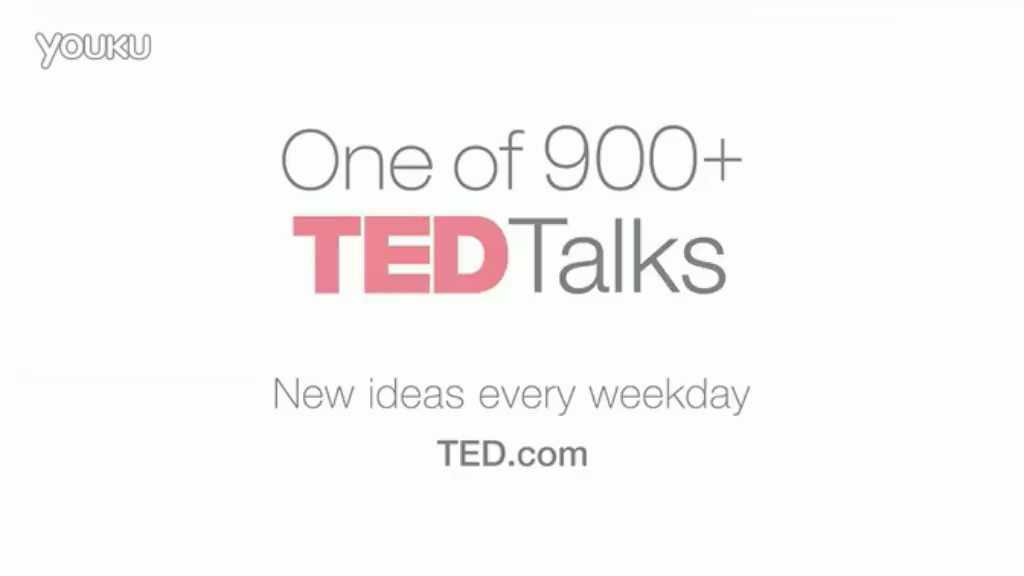 YOUKU
One of 900+
TEDTalks
New ideas every weekday
TED.com